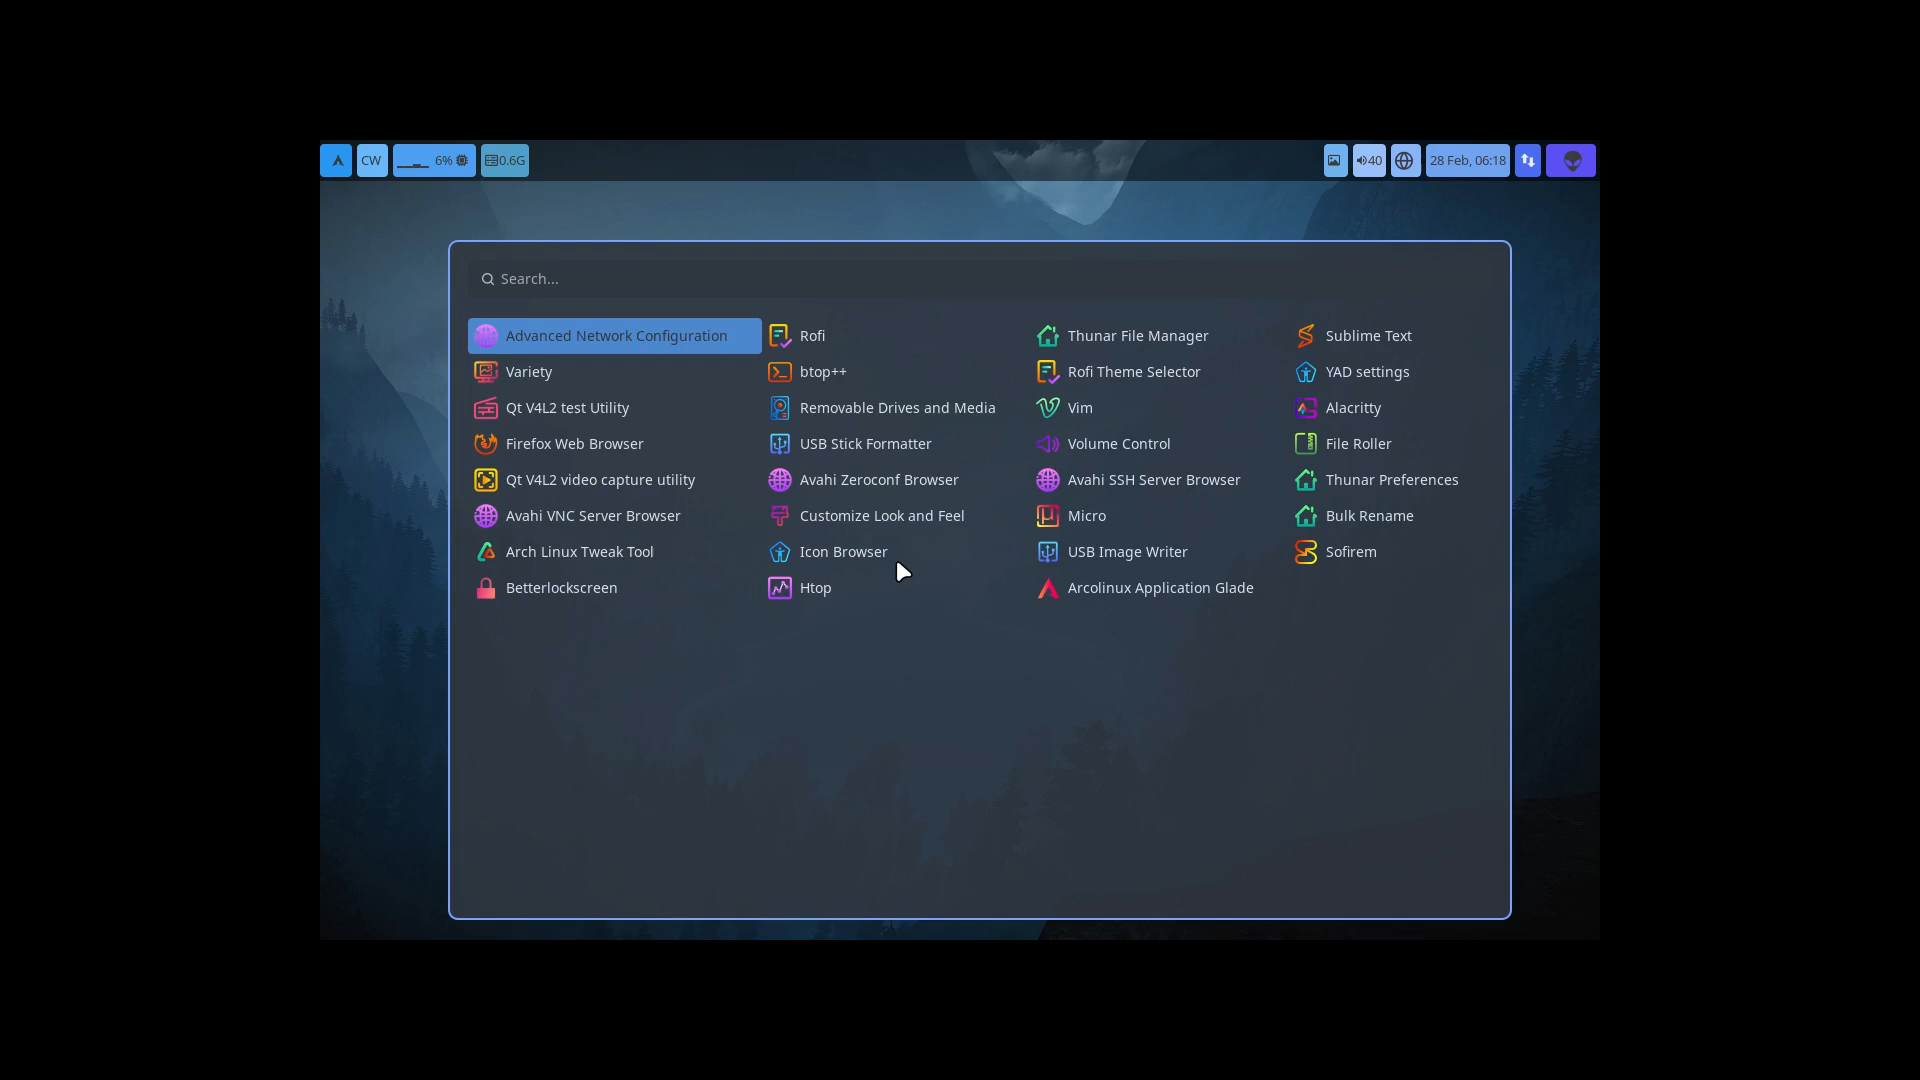 CW
6%
0.6G
40
28 Feb, 06:18
Search...
Advanced Network Configuration
Rofi
Thunar File Manager
Sublime Text
Variety
btop++
Rofi Theme Selector
YAD settings
Qt V4L2 test Utility
Removable Drives and Media
Vim
Alacritty
Firefox Web Browser
USB Stick Formatter
Volume Control
File Roller
Qt V4L2 video capture utility
Avahi Zeroconf Browser
Avahi SSH Server Browser
Thunar Preferences
Avahi VNC Server Browser
Customize Look and Feel
Micro
Bulk Rename
Arch Linux Tweak Tool
Icon Browser
USB Image Writer
Sofirem
Betterlockscreen
Htop
Arcolinux Application Glade